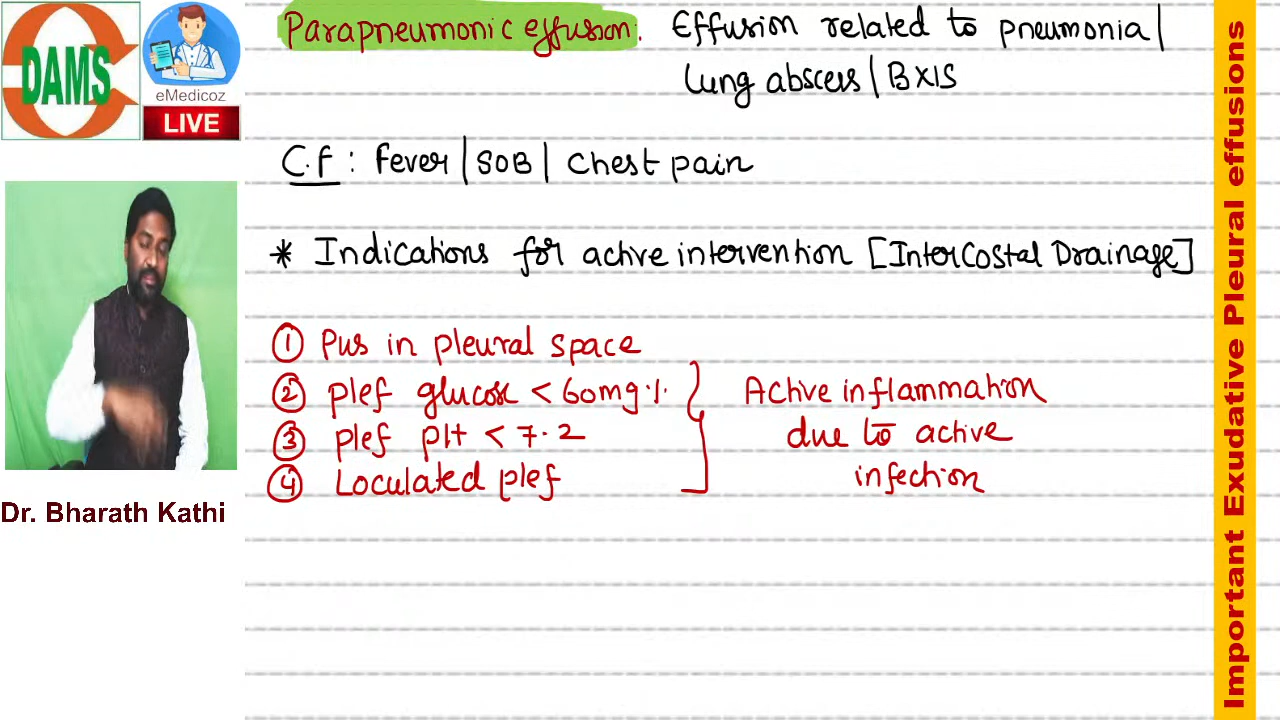 DAMS
eMedicoz
LIVE
Dr. Bharath Kathi
Parapneumonic effusion: Effusion related to pneumonia|
lung abscess | BXIS
C.f : Fever | SOB | Chest pain
* Indications for active intervention [InterCostal Drainage]
① Pus in pleural space
② plef glucose < 60mg%
③ plef pH < 7.2
④ Loculated plef
Active inflammation
due to active
infection
Important Exudative Pleural effusions